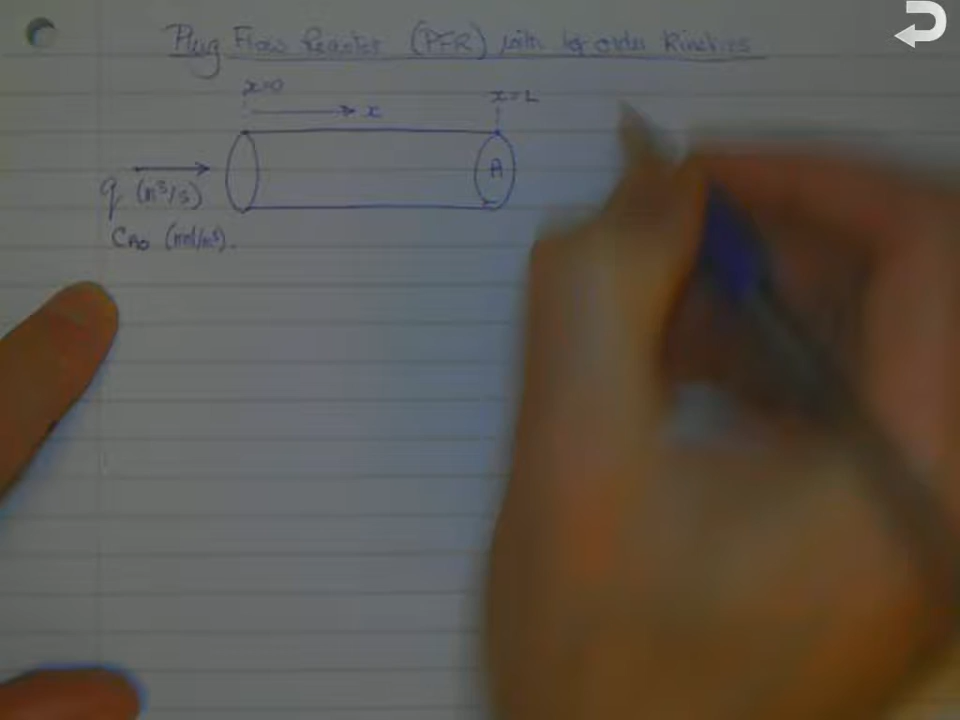 Plug Flow Reactor (PFR) with 1st order Kinetics
x=0
x=L
x
A
q (m³/s)
CA0 (mol/m³).